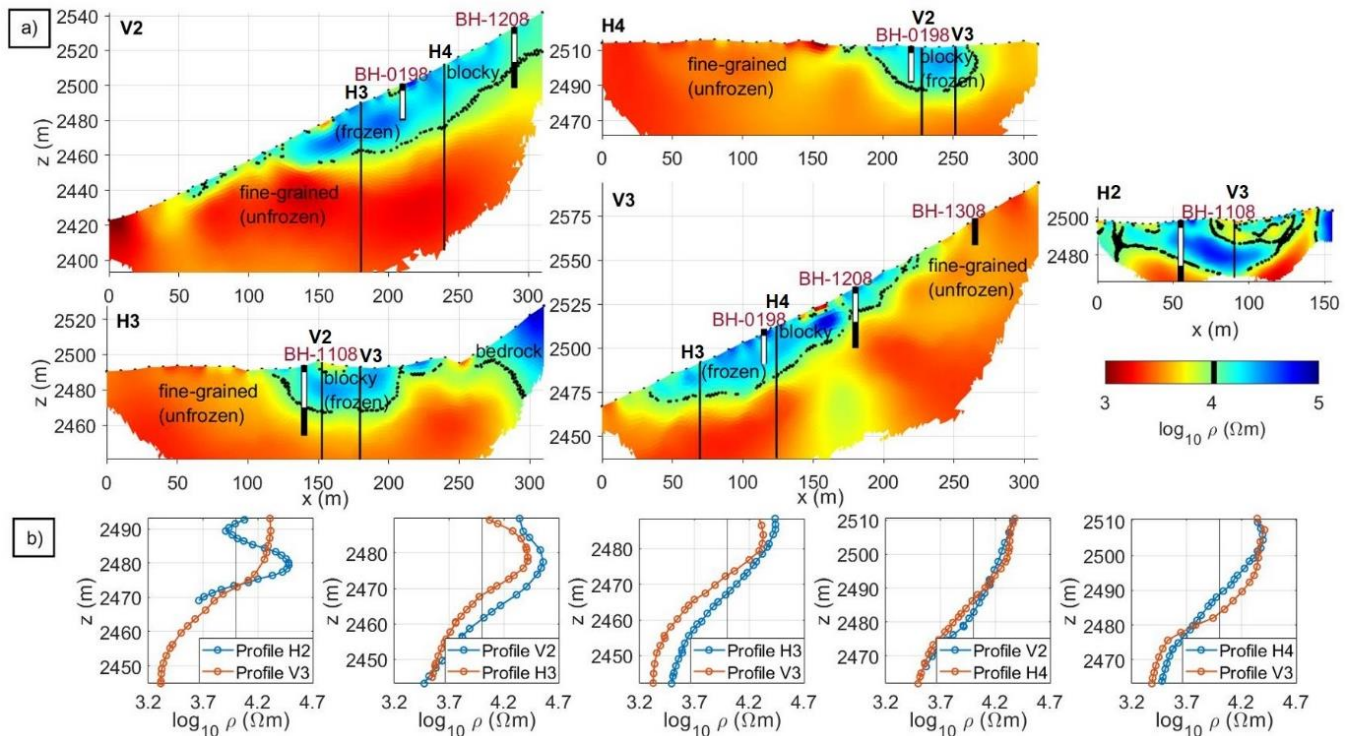 a)
V2
BH-1208
H4
blocky
BH-0198
H3
(frozen)
fine-grained
(unfrozen)
z (m)
2540
2520
2500
2480
2460
2440
2420
2400
0 50 100 150 200 250 300
H4
V2
BH-0198 V3
blocky
(frozen)
fine-grained
(unfrozen)
z (m)
2510
2490
2470
0 50 100 150 200 250 300
H3
V2
BH-1108 V3
blocky
(frozen)
bedrock
fine-grained
(unfrozen)
z (m)
2520
2500
2480
2460
0 50 100 150 200 250 300
x (m)
V3
BH-1308
BH-1208
H4
BH-0198
blocky
H3
(frozen)
fine-grained
(unfrozen)
z (m)
2575
2550
2525
2500
2475
2450
0 50 100 150 200 250 300
x (m)
H2
V3
BH-1108
2500
2480
0 50 100 150
x (m)
3 4 5
log10 ρ (Ωm)
b)
z (m)
2490
2480
2470
2460
2450
Profile H2
Profile V3
3.2 3.7 4.2 4.7
log10 ρ (Ωm)
z (m)
2480
2470
2460
2450
Profile V2
Profile H3
3.2 3.7 4.2 4.7
log10 ρ (Ωm)
z (m)
2480
2470
2460
2450
Profile H3
Profile V3
3.2 3.7 4.2 4.7
log10 ρ (Ωm)
z (m)
2510
2500
2490
2480
2470
Profile V2
Profile H4
3.2 3.7 4.2 4.7
log10 ρ (Ωm)
z (m)
2510
2500
2490
2480
2470
Profile H4
Profile V3
3.2 3.7 4.2 4.7
log10 ρ (Ωm)